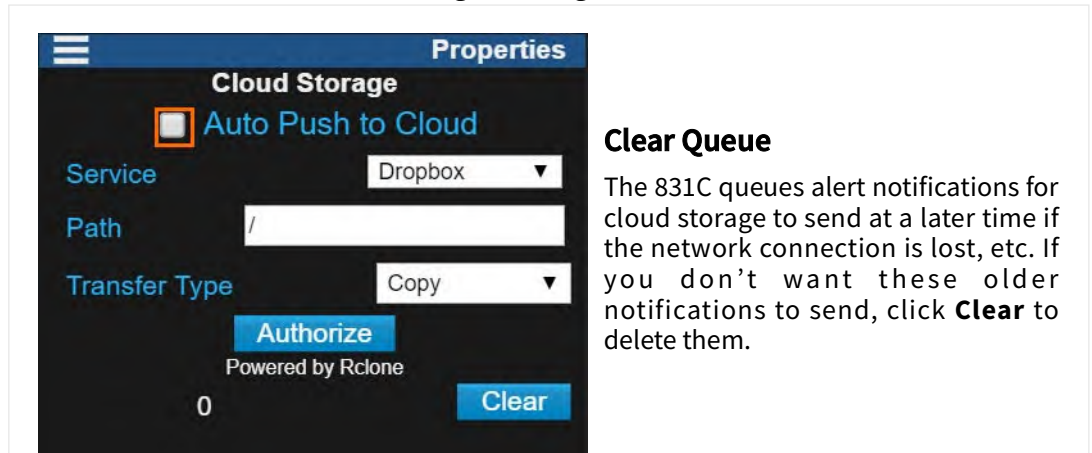 Properties
Cloud Storage
Auto Push to Cloud
Service Dropbox ▼
Path /
Transfer Type Copy ▼
Authorize
Powered by Rclone
0 Clear
Clear Queue
The 831C queues alert notifications for
cloud storage to send at a later time if
the network connection is lost, etc. If
you don’t want these older
notifications to send, click Clear to
delete them.